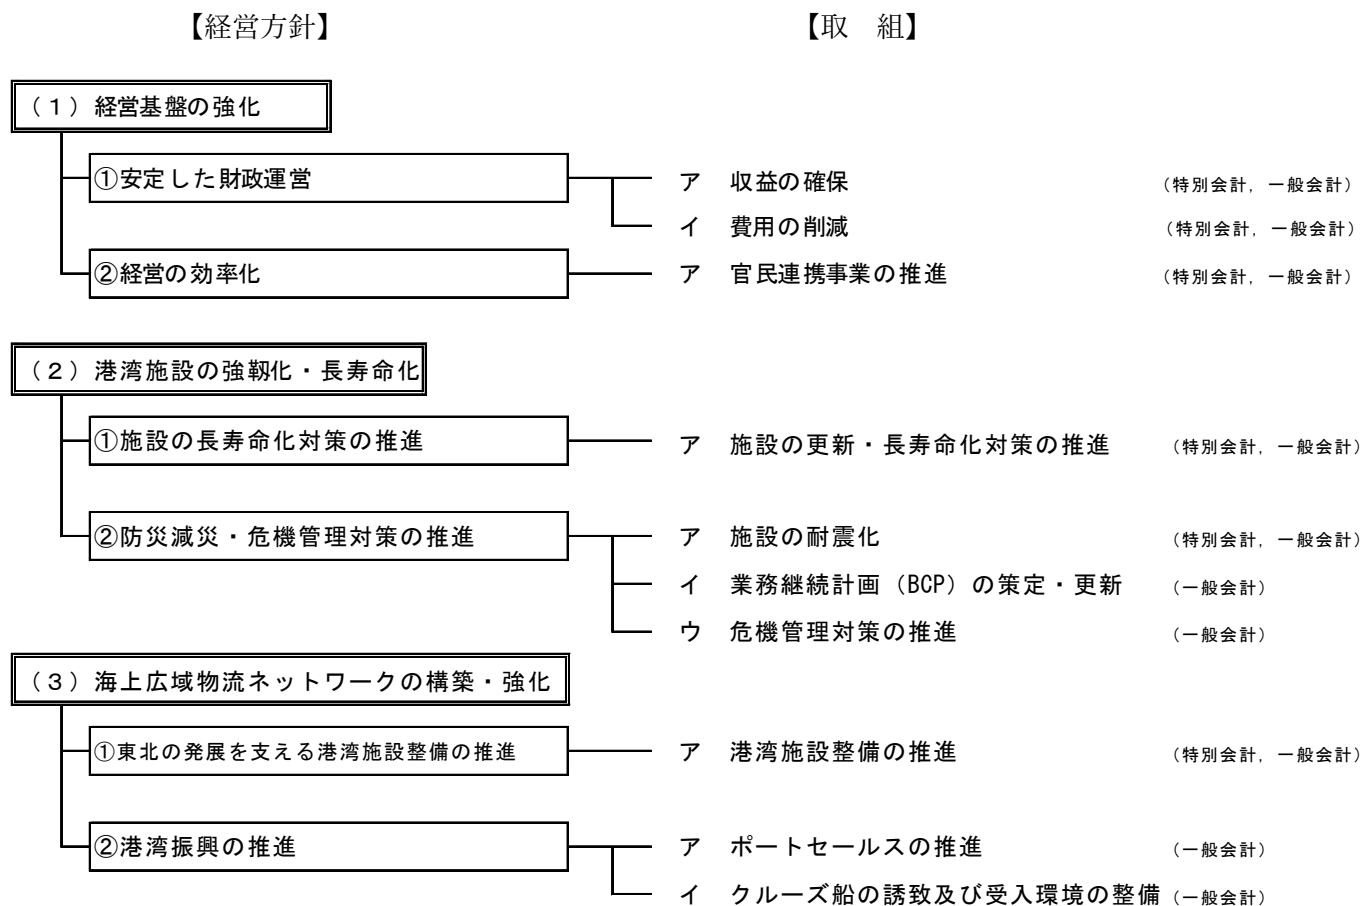 【経営方針】 【取　組】
（１）経営基盤の強化
①安定した財政運営 ア 収益の確保 （特別会計，一般会計）
イ 費用の削減 （特別会計，一般会計）
②経営の効率化 ア 官民連携事業の推進 （特別会計，一般会計）
（２）港湾施設の強靱化・長寿命化
①施設の長寿命化対策の推進 ア 施設の更新・長寿命化対策の推進 （特別会計，一般会計）
②防災減災・危機管理対策の推進 ア 施設の耐震化 （特別会計，一般会計）
イ 業務継続計画（BCP）の策定・更新 （一般会計）
ウ 危機管理対策の推進 （一般会計）
（３）海上広域物流ネットワークの構築・強化
①東北の発展を支える港湾施設整備の推進 ア 港湾施設整備の推進 （特別会計，一般会計）
②港湾振興の推進 ア ポートセールスの推進 （一般会計）
イ クルーズ船の誘致及び受入環境の整備 （一般会計）